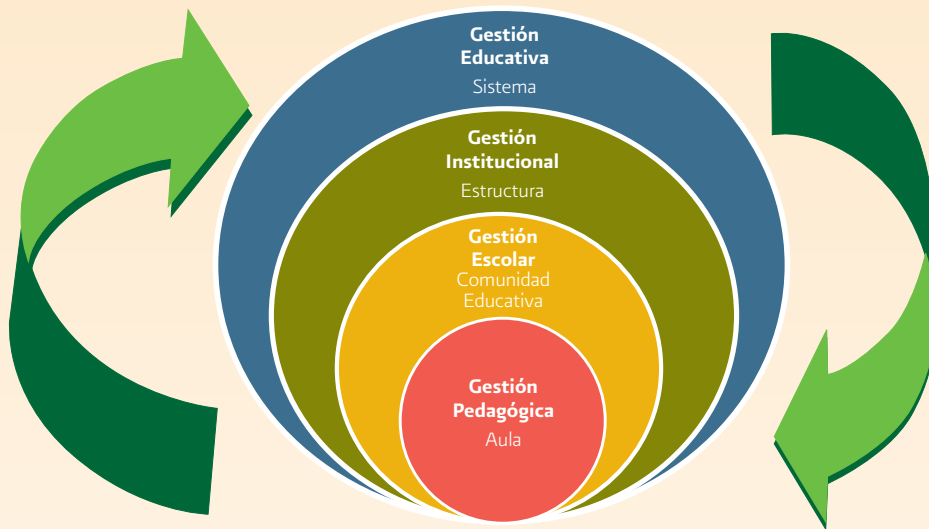 Gestión
Educativa
Sistema
Gestión
Institucional
Estructura
Gestión
Escolar
Comunidad
Educativa
Gestión
Pedagógica
Aula